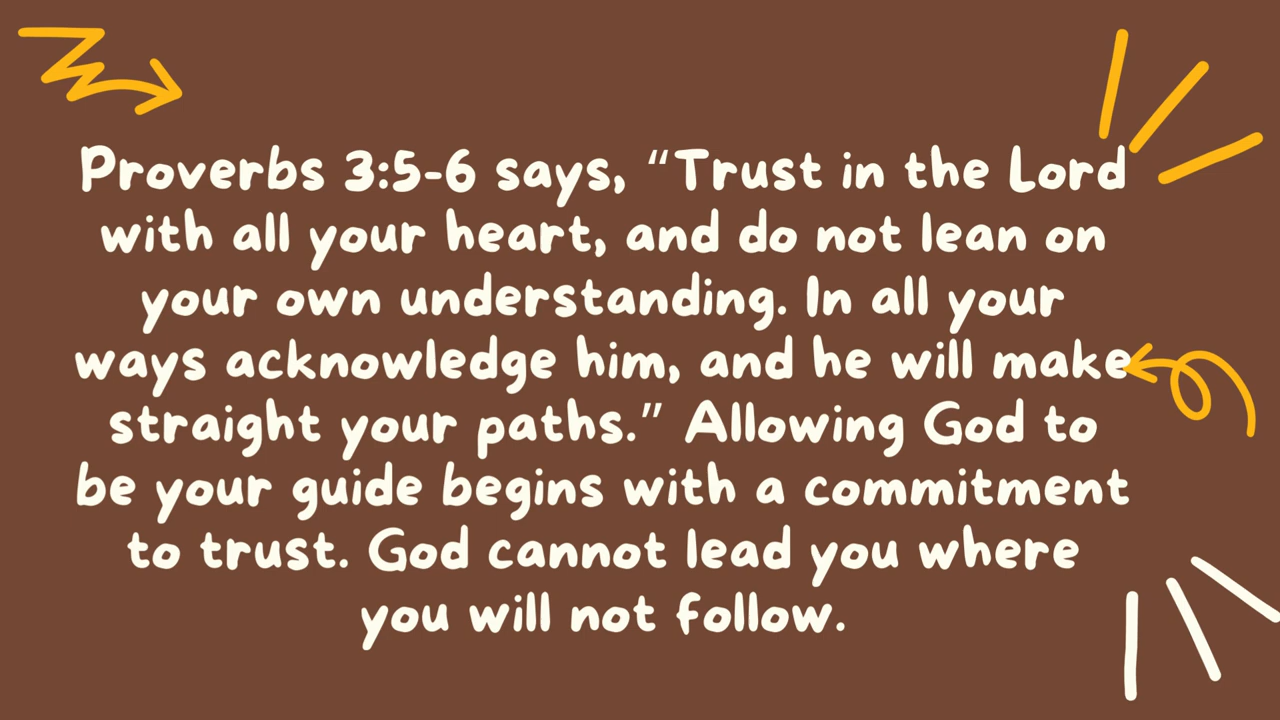 Proverbs 3:5-6 says, “Trust in the Lord
with all your heart, and do not lean on
your own understanding. In all your
ways acknowledge him, and he will make
straight your paths.” Allowing God to
be your guide begins with a commitment
to trust. God cannot lead you where
you will not follow.